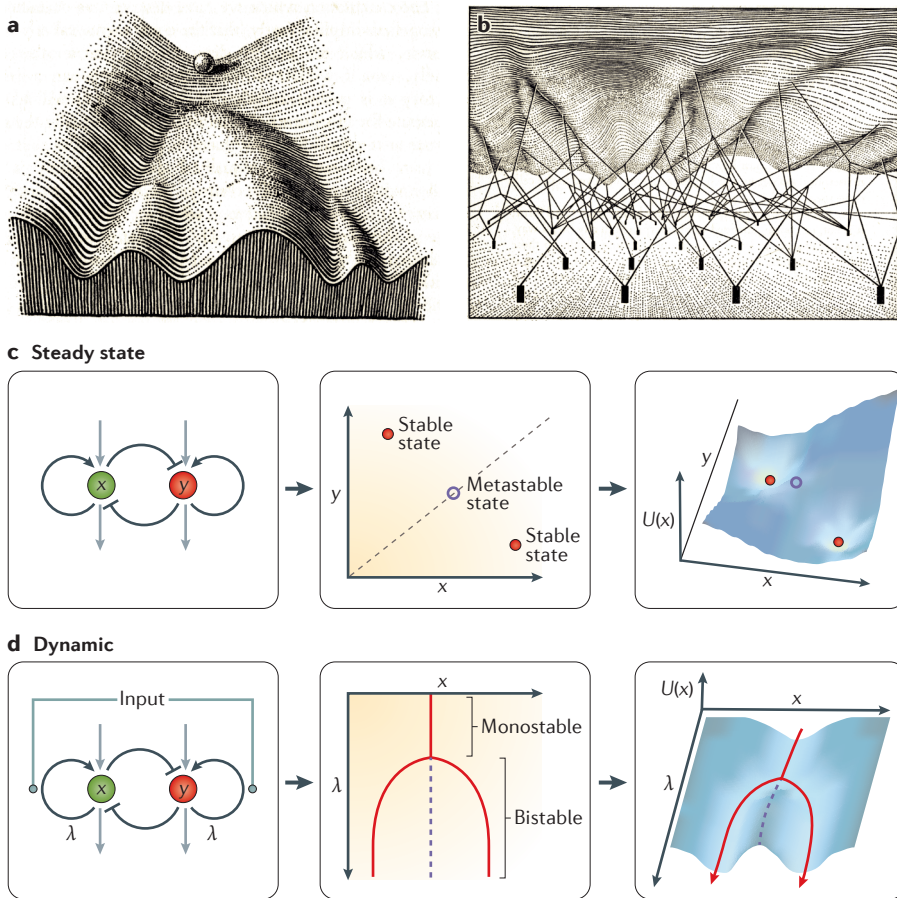 a
b
c Steady state
x
y
y
x
Stable
state
Metastable
state
Stable
state
U(x)
y
x
d Dynamic
Input
x
y
λ
λ
x
λ
Monostable
Bistable
U(x)
x
λ